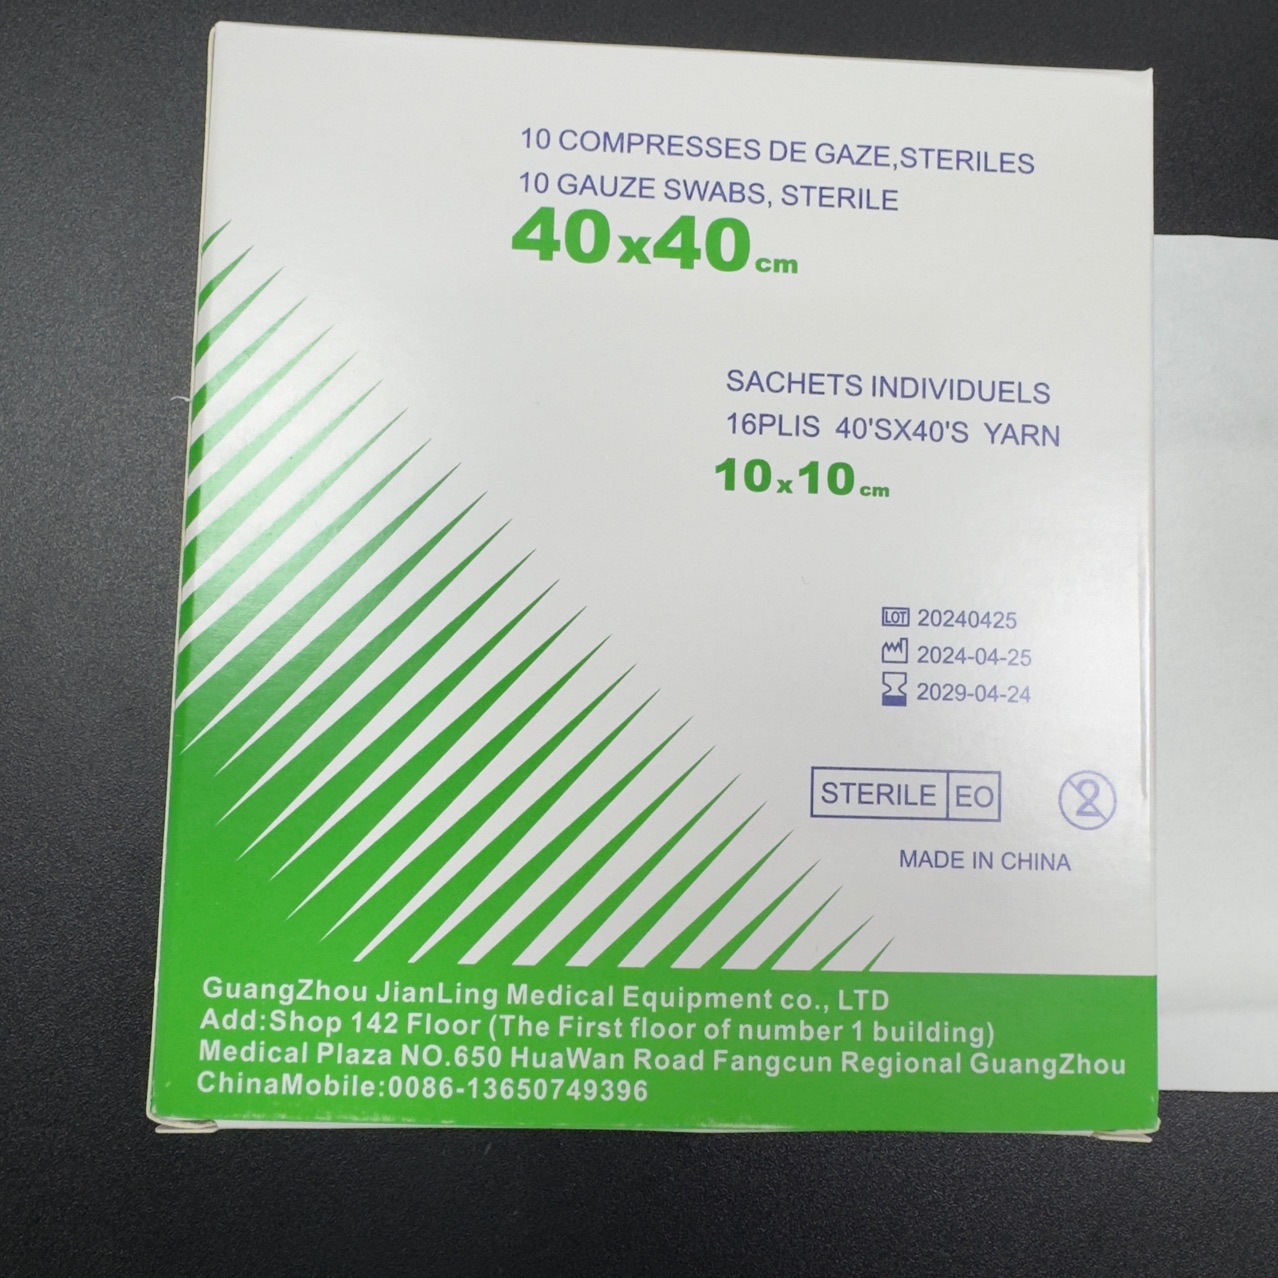 10 COMPRESSES DE GAZE,STERILES
10 GAUZE SWABS, STERILE
40x40cm
SACHETS INDIVIDUELS
16PLIS 40'SX40'S YARN
10x10cm
LOT 20240425
2024-04-25
2029-04-24
STERILE EO
2
MADE IN CHINA
GuangZhou JianLing Medical Equipment co., LTD
Add:Shop 142 Floor (The First floor of number 1 building)
Medical Plaza NO.650 HuaWan Road Fangcun Regional GuangZhou
ChinaMobile:0086-13650749396